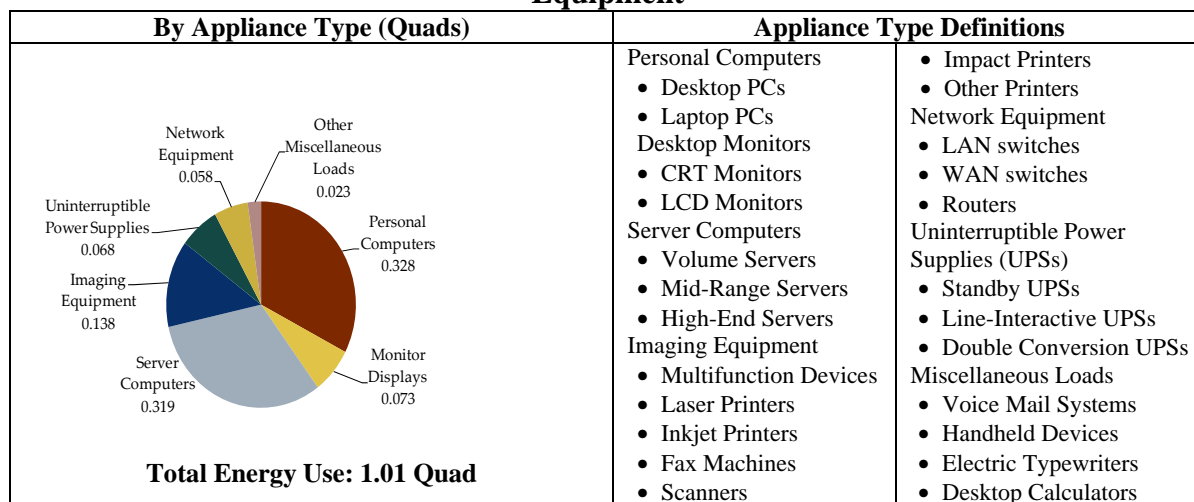 Equipment
By Appliance Type (Quads)
Network
Equipment
0.058
Other
Miscellaneous
Loads
0.023
Uninterruptible
Power Supplies
0.068
Personal
Computers
0.328
Imaging
Equipment
0.138
Server
Computers
0.319
Monitor
Displays
0.073
Total Energy Use: 1.01 Quad
Appliance Type Definitions
Personal Computers
• Desktop PCs
• Laptop PCs
Desktop Monitors
• CRT Monitors
• LCD Monitors
Server Computers
• Volume Servers
• Mid-Range Servers
• High-End Servers
Imaging Equipment
• Multifunction Devices
• Laser Printers
• Inkjet Printers
• Fax Machines
• Scanners
• Impact Printers
• Other Printers
Network Equipment
• LAN switches
• WAN switches
• Routers
Uninterruptible Power
Supplies (UPSs)
• Standby UPSs
• Line-Interactive UPSs
• Double Conversion UPSs
Miscellaneous Loads
• Voice Mail Systems
• Handheld Devices
• Electric Typewriters
• Desktop Calculators